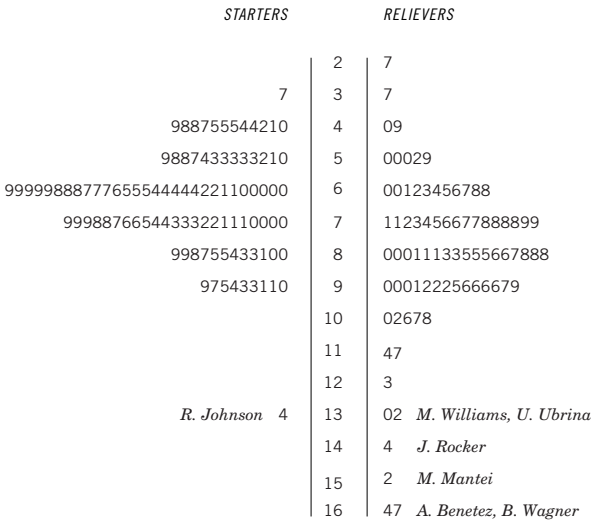 STARTERS RELIEVERS
2 7
7 3 7
988755544210 4 09
9887433333210 5 00029
99999888777655544444221100000 6 00123456788
99988766544333221110000 7 1123456677888899
998755433100 8 00011133555667888
975433110 9 00012225666679
10 02678
11 47
12 3
R. Johnson 4 13 02 M. Williams, U. Ubrina
14 4 J. Rocker
15 2 M. Mantei
16 47 A. Benetez, B. Wagner